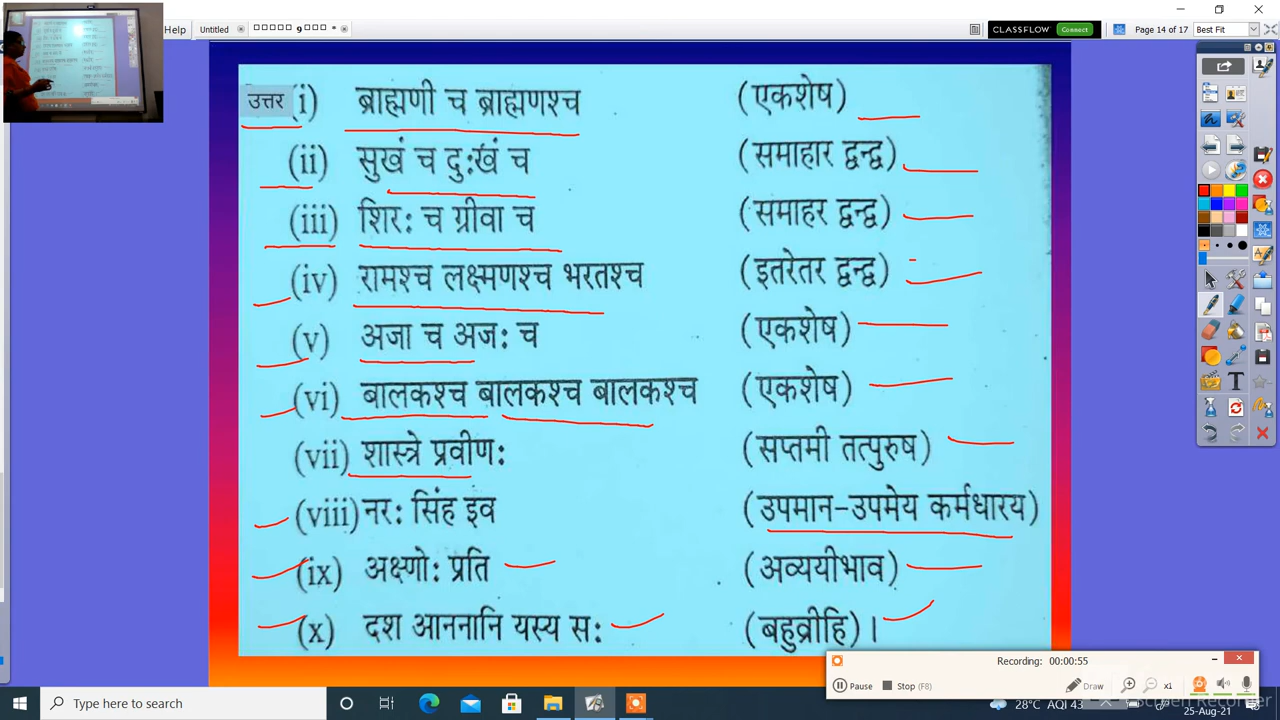 Help Untitled 9 * CLASSFLOW Connect Page 14 of 17 Best Fit
उत्तर (i) ब्राह्मणी च ब्राह्मणश्च (एकशेष)
(ii) सुखं च दुःखं च (समाहार द्वन्द्व)
(iii) शिरः च ग्रीवा च (समाहर द्वन्द्व)
(iv) रामश्च लक्ष्मणश्च भरतश्च (इतरेतर द्वन्द्व)
(v) अजा च अजः च (एकशेष)
(vi) बालकश्च बालकश्च बालकश्च (एकशेष)
(vii) शास्त्रे प्रवीणः (सप्तमी तत्पुरुष)
(viii) नरः सिंह इव (उपमान-उपमेय कर्मधारय)
(ix) अक्ष्णोः प्रति (अव्ययीभाव)
(x) दश आननानि यस्य सः (बहुव्रीहि)।
Recording: 00:00:55
Pause Stop (F8) Draw x1
Type here to search 28°C AQI 43
25-Aug-21